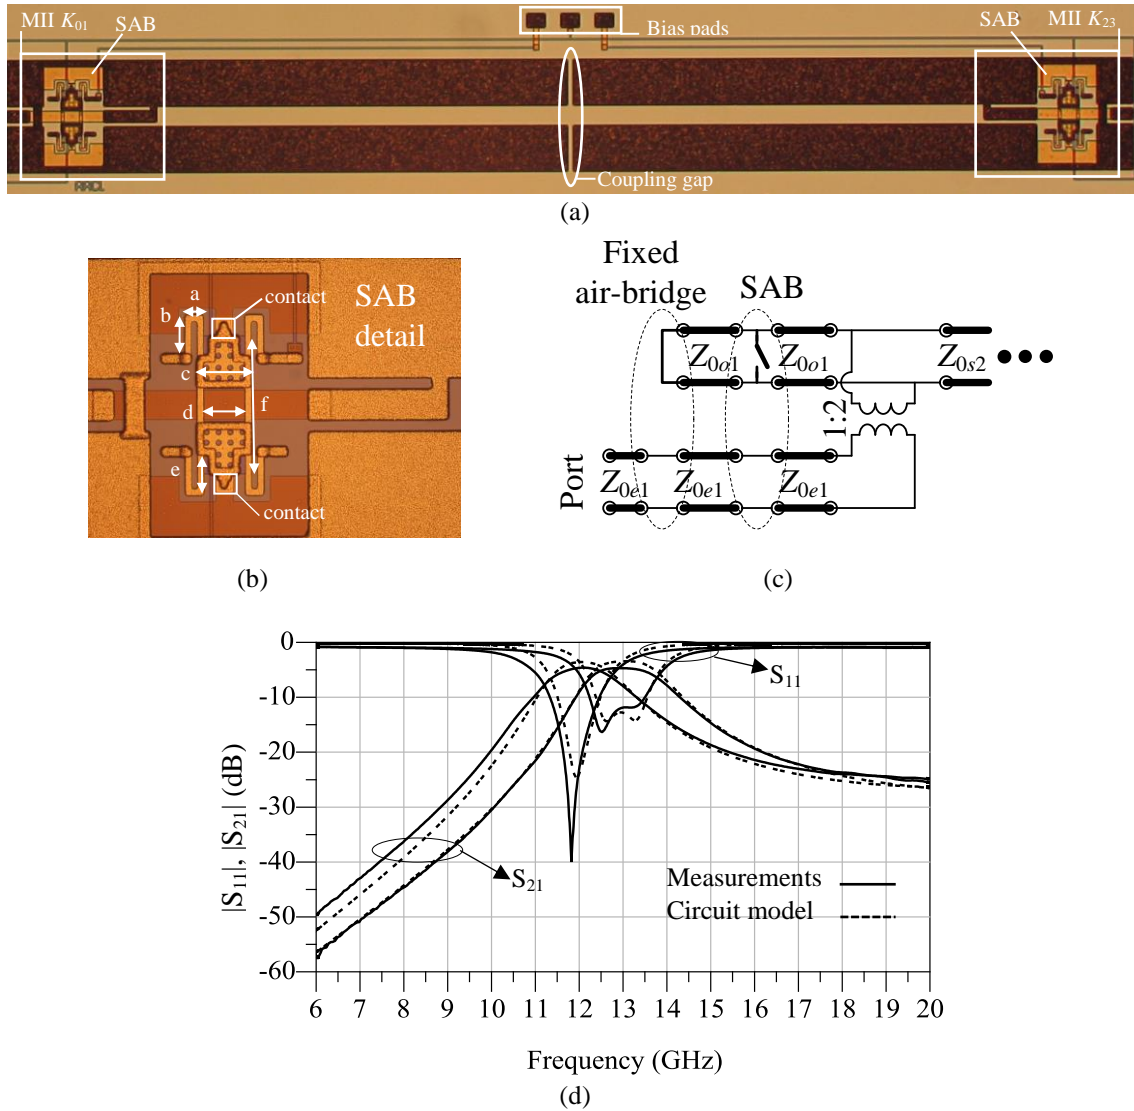 MII K01
SAB
Bias pads
SAB
MII K23
RRCL
Coupling gap
(a)
a
b
contact
SAB
detail
c
d
f
e
contact
(b)
Fixed
air-bridge
SAB
Z0o1
Z0o1
Z0s2
1:2
Port
Z0e1
Z0e1
Z0e1
(c)
|S11|, |S21| (dB)
0
-10
-20
-30
-40
-50
-60
S11
S21
Measurements
Circuit model
6 7 8 9 10 11 12 13 14 15 16 17 18 19 20
Frequency (GHz)
(d)